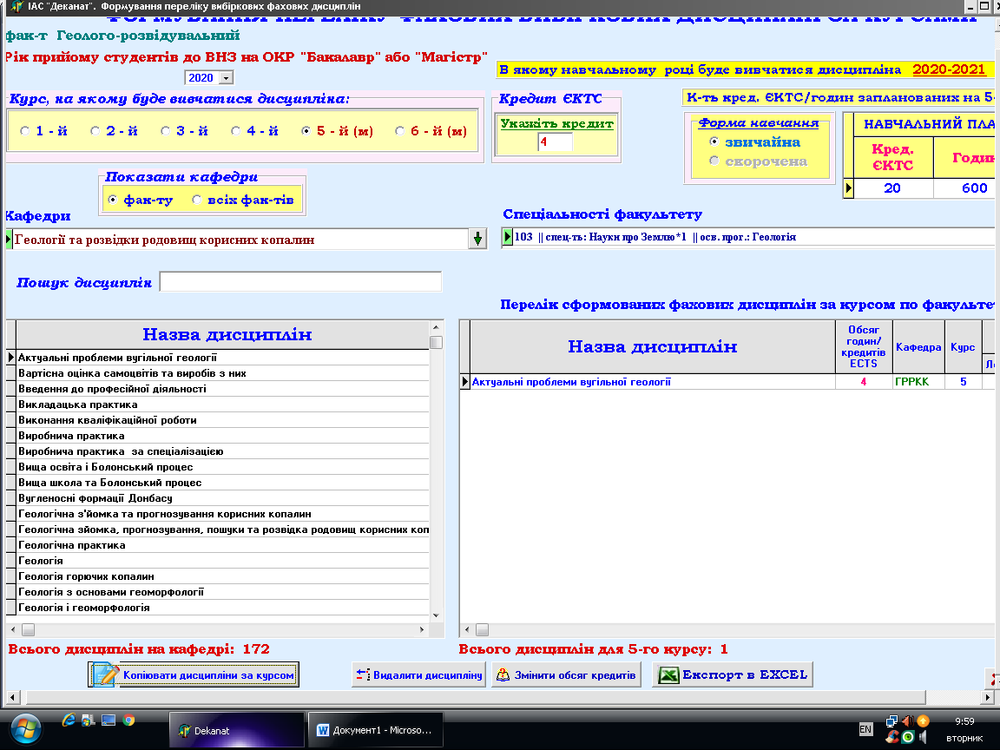 ІАС "Деканат". Формування переліку вибіркових фахових дисциплін
ФОРМУВАННЯ ПЕРЕЛІКУ ФАХОВИХ ВИБІРКОВИХ ДИСЦИПЛІН ЗА КУРСАМИ
фак-т Геолого-розвідувальний
Рік прийому студентів до ВНЗ на ОКР "Бакалавр" або "Магістр"
2020
В якому навчальному році буде вивчатися дисципліна 2020-2021
Курс, на якому буде вивчатися дисципліна:
1 - й 2 - й 3 - й 4 - й 5 - й (м) 6 - й (м)
Кредит ЄКТС
Укажіть кредит
4
К-ть кред. ЄКТС/годин запланованих на 5-
Форма навчання
звичайна
скорочена
НАВЧАЛЬНИЙ ПЛА
Кред. ЄКТС Годин
20 600
Показати кафедри
фак-ту всіх фак-тів
Кафедри
Геології та розвідки родовищ корисних копалин
Спеціальності факультету
103 || спец-ть: Науки про Землю*1 || осв. прог.: Геологія
Пошук дисциплін
Перелік сформованих фахових дисциплін за курсом по факультет
Назва дисциплін
Актуальні проблеми вугільної геології
Вартісна оцінка самоцвітів та виробів з них
Введення до професійної діяльності
Викладацька практика
Виконання кваліфікаційної роботи
Виробнича практика
Виробнича практика за спеціалізацією
Вища освіта і Болонський процес
Вища школа та Болонський процес
Вугленосні формації Донбасу
Геологічна з'йомка та прогнозування корисних копалин
Геологічна зйомка, прогнозування, пошуки та розвідка родовищ корисних коп
Геологічна практика
Геологія
Геологія горючих копалин
Геологія з основами геоморфології
Геологія і геоморфологія
Назва дисциплін
Обсяг
годин/
кредитів
ECTS
Кафедра
Курс
Л
Актуальні проблеми вугільної геології 4 ГРРКК 5
Всього дисциплін на кафедрі: 172
Всього дисциплін для 5-го курсу: 1
Копіювати дисципліни за курсом
Видалити дисципліну
Змінити обсяг кредитів
Експорт в EXCEL
Dekanat
Документ1 - Microso...
EN
9:59
вторник